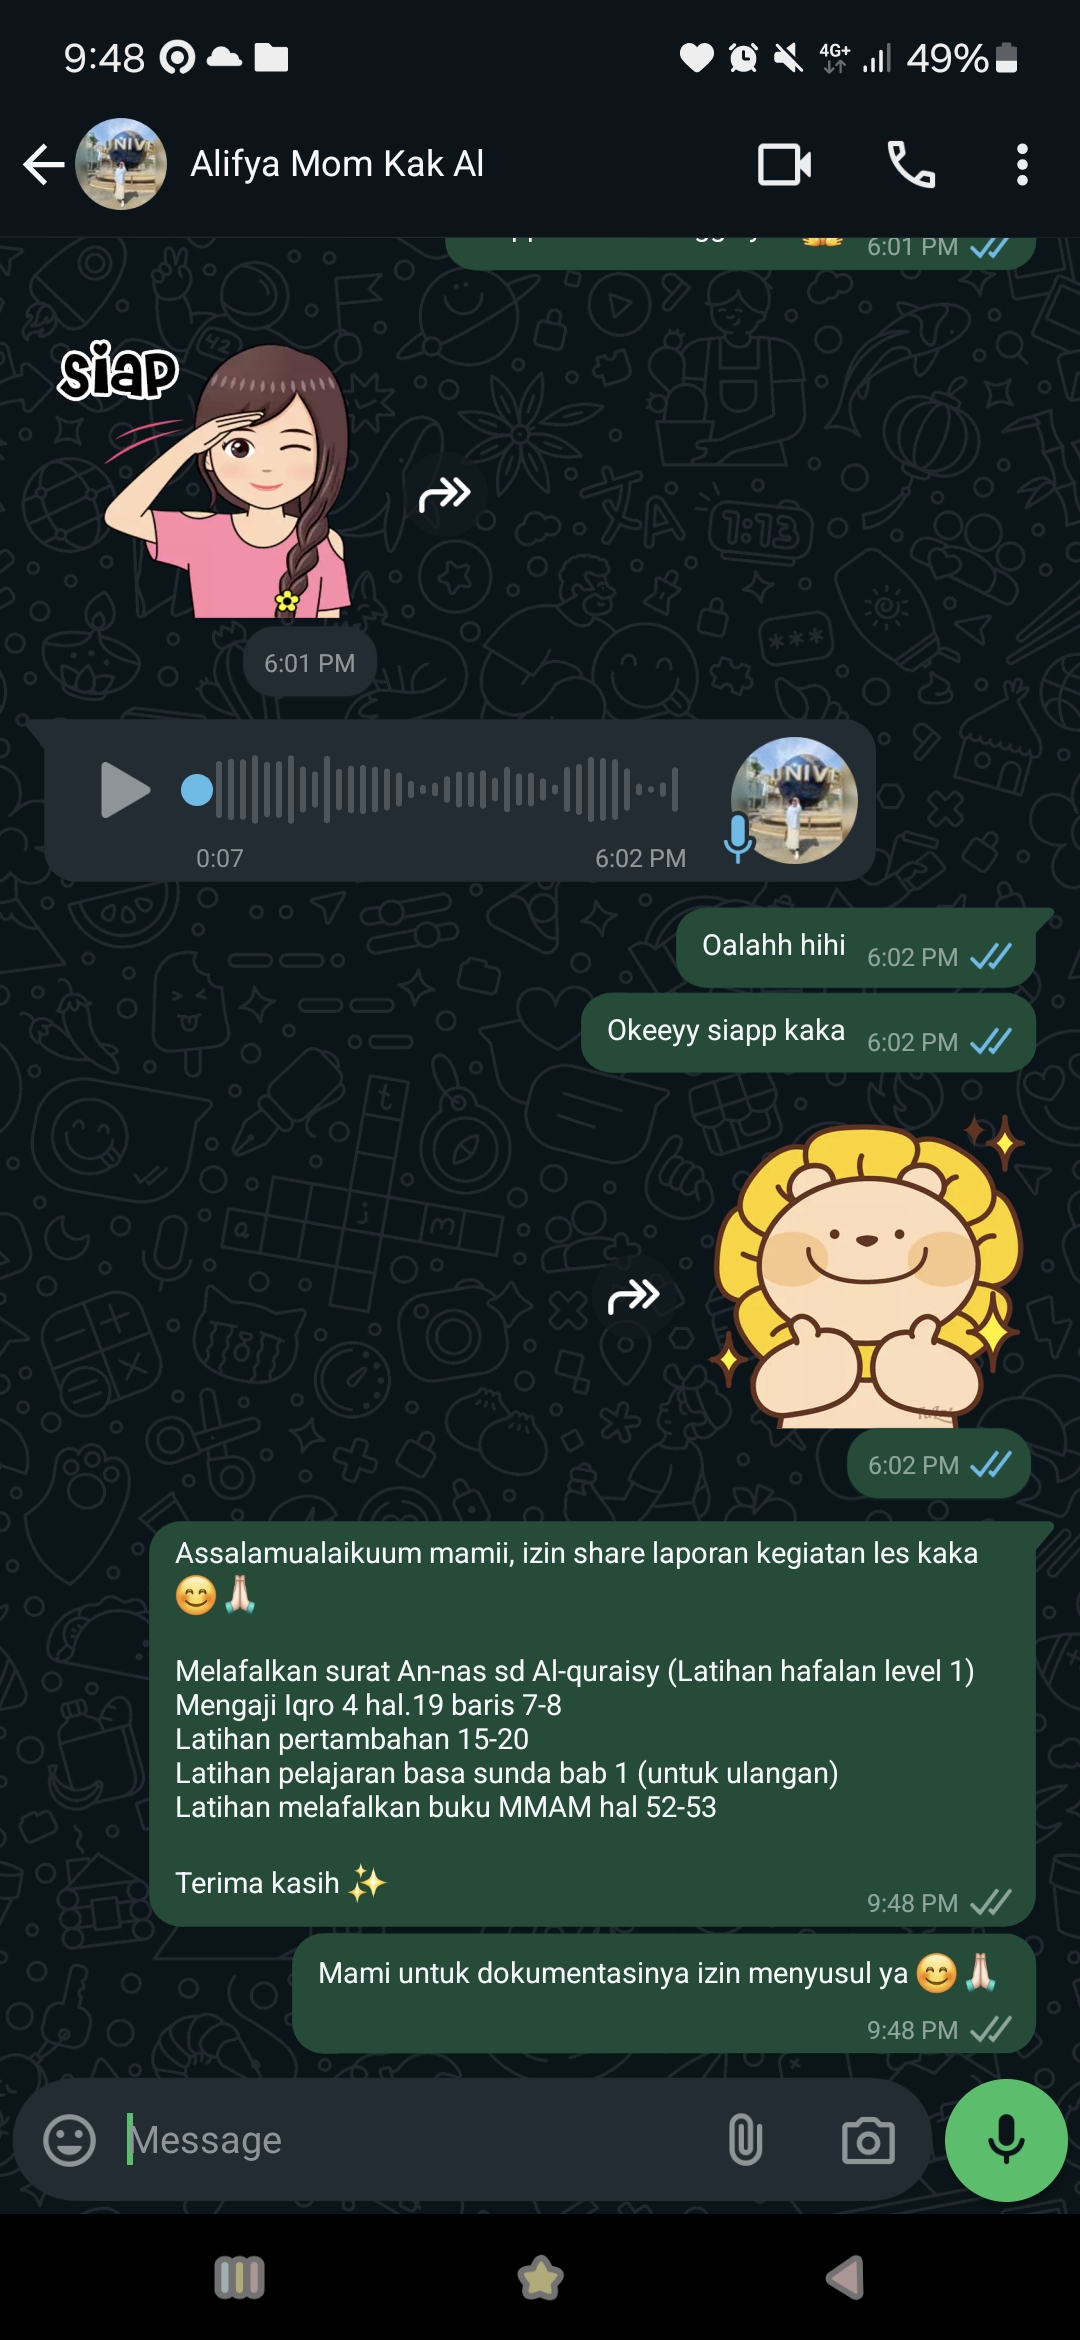 9:48
4G+
49%
Alifya Mom Kak Al
UNIV
6:01 PM
siap
6:01 PM
UNIV
0:07
6:02 PM
Oalahh hihi
6:02 PM
Okeeyy siapp kaka
6:02 PM
6:02 PM
Assalamualaikuum mamii, izin share laporan kegiatan les kaka
😊🙏🏻
Melafalkan surat An-nas sd Al-quraisy (Latihan hafalan level 1)
Mengaji Iqro 4 hal.19 baris 7-8
Latihan pertambahan 15-20
Latihan pelajaran basa sunda bab 1 (untuk ulangan)
Latihan melafalkan buku MMAM hal 52-53
Terima kasih ✨
9:48 PM
Mami untuk dokumentasinya izin menyusul ya 😊🙏🏻
9:48 PM
Message